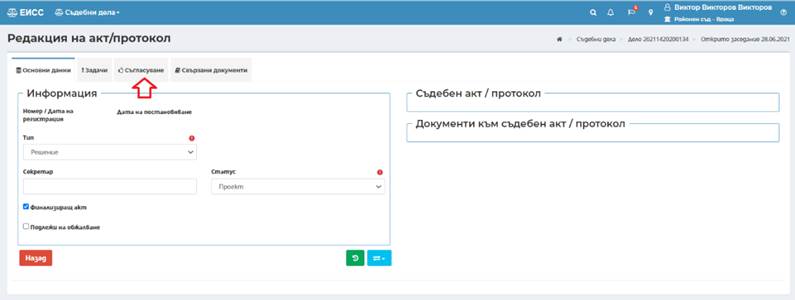 ЕИСС Съдебни дела Виктор Викторов Викторов
Районен съд - Враца
Редакция на акт/протокол
Съдебни дела > Дело 20211420200134 > Открито заседание 28.06.2021
Основни данни Задачи Съгласуване Свързани документи
Информация
Номер / Дата на регистрация
Дата на постановяване
Тип
Решение
Секретар
Статус
Проект
Финализиращ акт
Подлежи на обжалване
Назад
Съдебен акт / протокол
Документи към съдебен акт / протокол